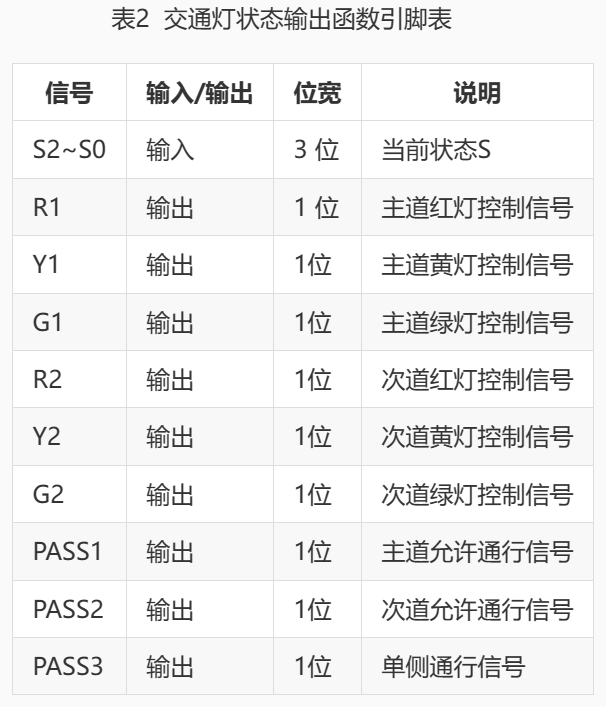 表2 交通灯状态输出函数引脚表
信号 输入/输出 位宽 说明
S2~S0 输入 3 位 当前状态S
R1 输出 1 位 主道红灯控制信号
Y1 输出 1位 主道黄灯控制信号
G1 输出 1位 主道绿灯控制信号
R2 输出 1位 次道红灯控制信号
Y2 输出 1位 次道黄灯控制信号
G2 输出 1位 次道绿灯控制信号
PASS1 输出 1位 主道允许通行信号
PASS2 输出 1位 次道允许通行信号
PASS3 输出 1位 单侧通行信号